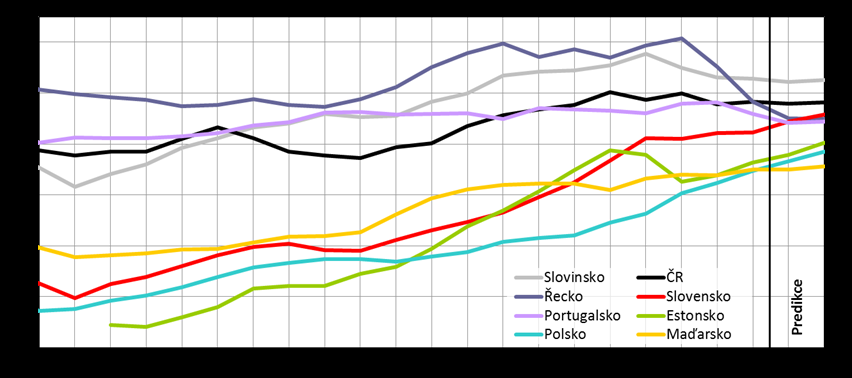 Slovinsko
ČR
Řecko
Slovensko
Portugalsko
Estonsko
Polsko
Maďarsko
Predikce